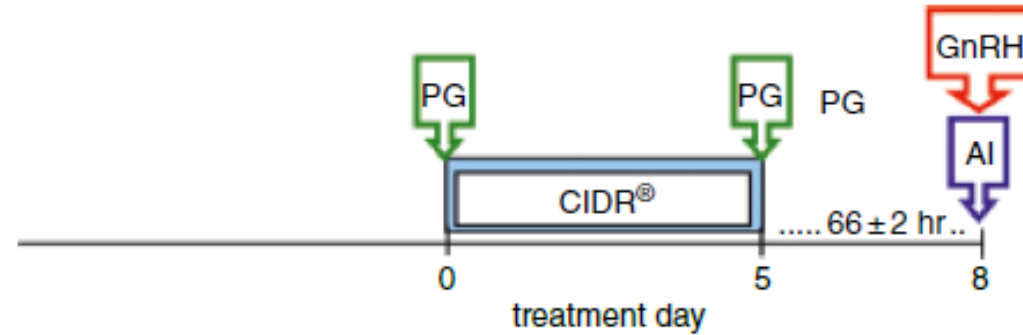 GnRH
PG PG PG
AI
CIDR®
.....66±2 hr..
0 5 8
treatment day